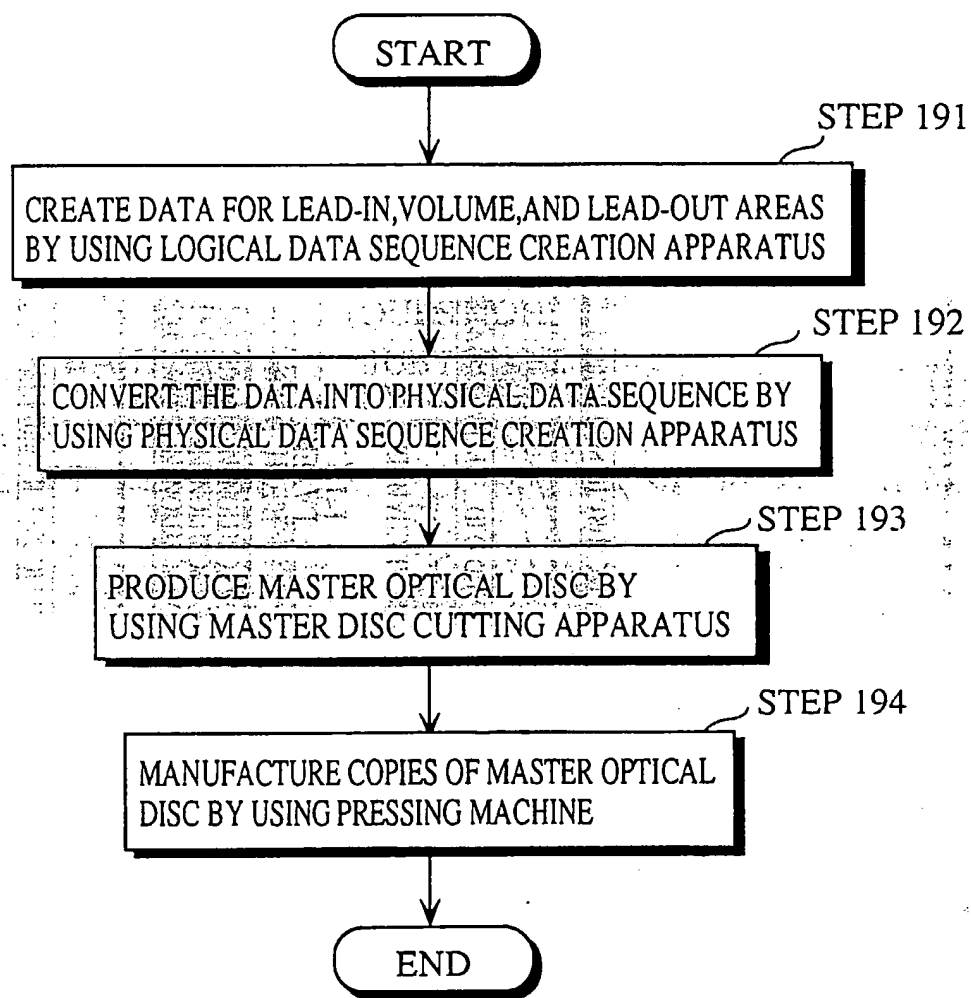 START
STEP 191
CREATE DATA FOR LEAD-IN,VOLUME,AND LEAD-OUT AREAS
BY USING LOGICAL DATA SEQUENCE CREATION APPARATUS
STEP 192
CONVERT THE DATA INTO PHYSICAL DATA SEQUENCE BY
USING PHYSICAL DATA SEQUENCE CREATION APPARATUS
STEP 193
PRODUCE MASTER OPTICAL DISC BY
USING MASTER DISC CUTTING APPARATUS
STEP 194
MANUFACTURE COPIES OF MASTER OPTICAL
DISC BY USING PRESSING MACHINE
END